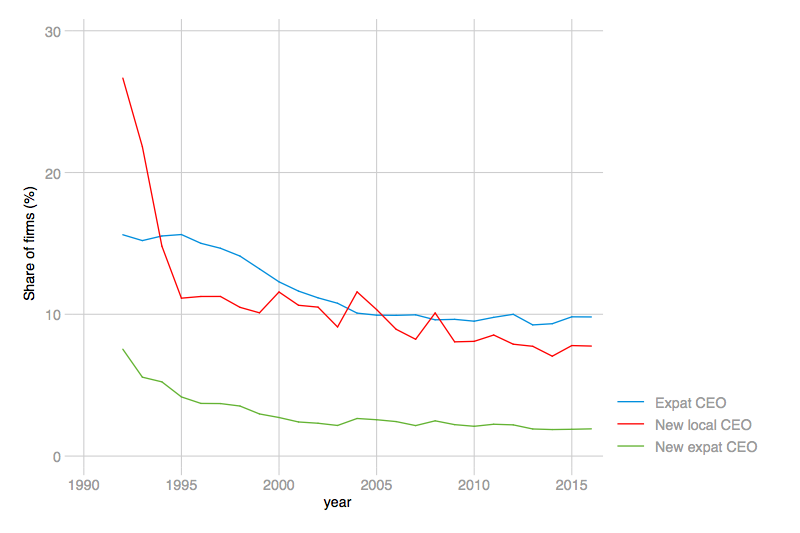 30
20
10
0
Share of firms (%)
1990 1995 2000 2005 2010 2015
year
Expat CEO
New local CEO
New expat CEO